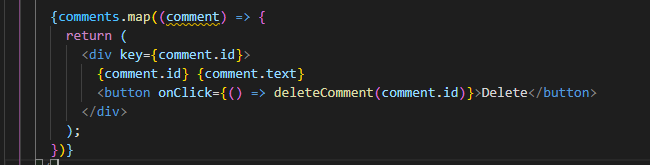 {comments.map((comment) => {
return (
<div key={comment.id}>
{comment.id} {comment.text}
<button onClick={() => deleteComment(comment.id)}>Delete</button>
</div>
);
})}